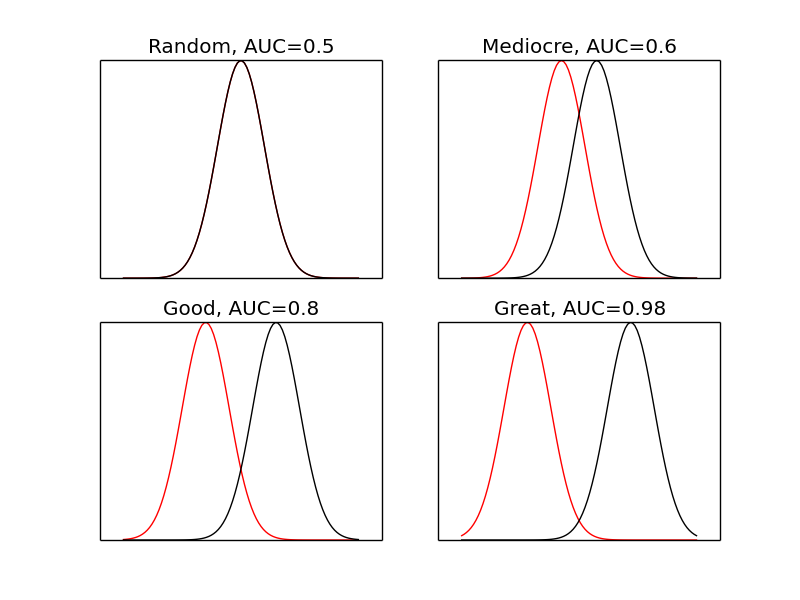 Random, AUC=0.5
Mediocre, AUC=0.6
Good, AUC=0.8
Great, AUC=0.98